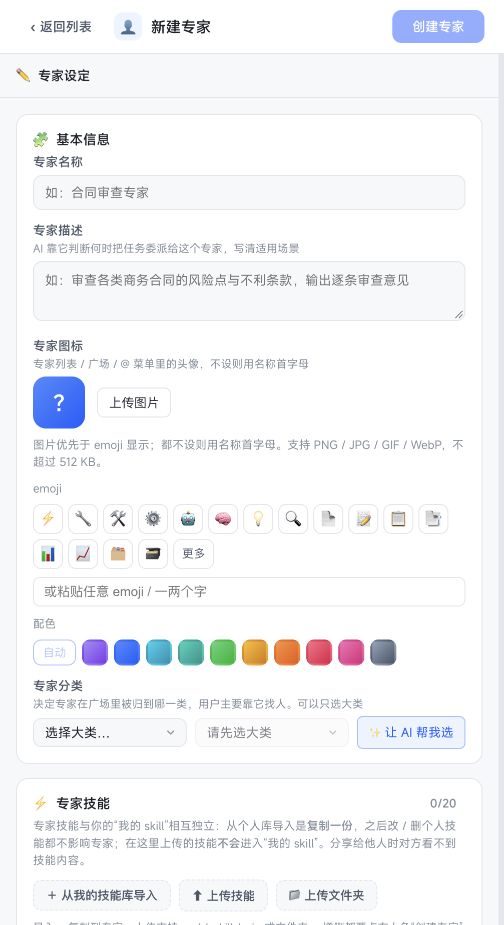 ‹ 返回列表
新建专家
创建专家
专家设定
基本信息
专家名称
如：合同审查专家
专家描述
AI 靠它判断何时把任务委派给这个专家，写清适用场景
如：审查各类商务合同的风险点与不利条款，输出逐条审查意见
专家图标
专家列表 / 广场 / @ 菜单里的头像，不设则用名称首字母
?
上传图片
图片优先于 emoji 显示；都不设则用名称首字母。支持 PNG / JPG / GIF / WebP，不
超过 512 KB。
emoji
更多
或粘贴任意 emoji / 一两个字
配色
自动
专家分类
决定专家在广场里被归到哪一类，用户主要靠它找人。可以只选大类
选择大类...
请先选大类
让 AI 帮我选
专家技能
0/20
专家技能与你的“我的 skill”相互独立：从个人库导入是复制一份，之后改 / 删个人技
能都不影响专家；在这里上传的技能不会进入“我的 skill”。分享给他人时对方看不到
技能内容。
+ 从我的技能库导入
上传技能
上传文件夹